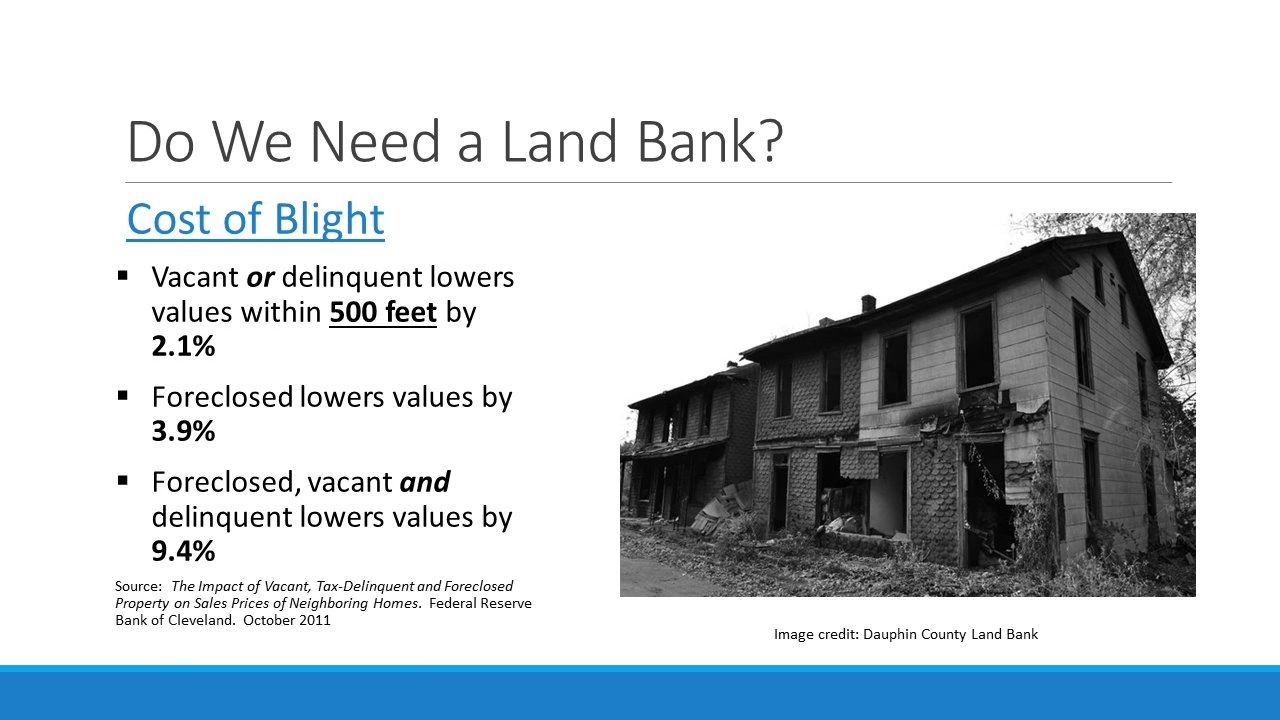 Do We Need a Land Bank?
Cost of Blight
▪ Vacant or delinquent lowers
values within 500 feet by
2.1%
▪ Foreclosed lowers values by
3.9%
▪ Foreclosed, vacant and
delinquent lowers values by
9.4%
Source: The Impact of Vacant, Tax-Delinquent and Foreclosed
Property on Sales Prices of Neighboring Homes. Federal Reserve
Bank of Cleveland. October 2011
Image credit: Dauphin County Land Bank